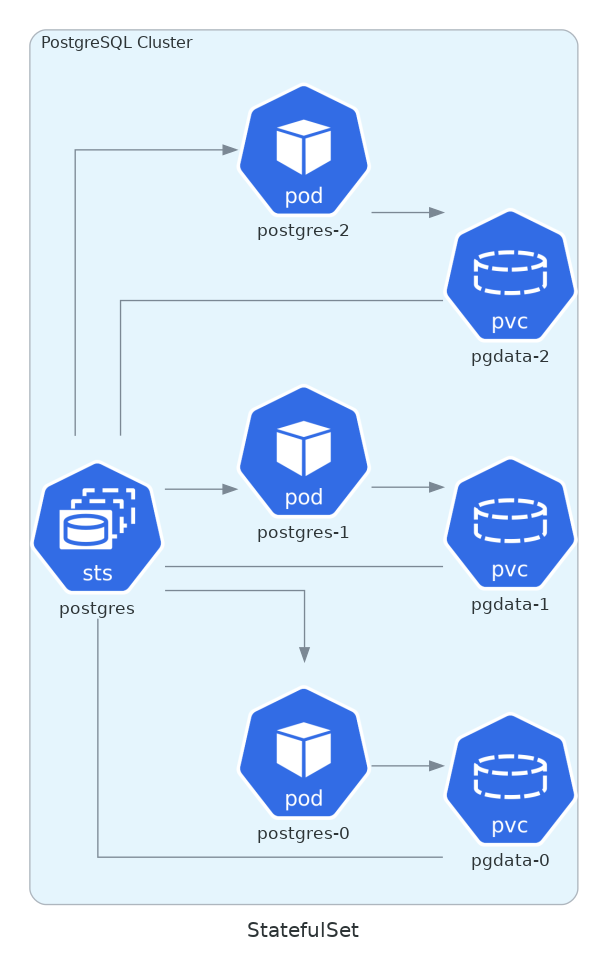 PostgreSQL Cluster
pod
postgres-2
pvc
pgdata-2
pod
postgres-1
pvc
pgdata-1
sts
postgres
pod
postgres-0
pvc
pgdata-0
StatefulSet